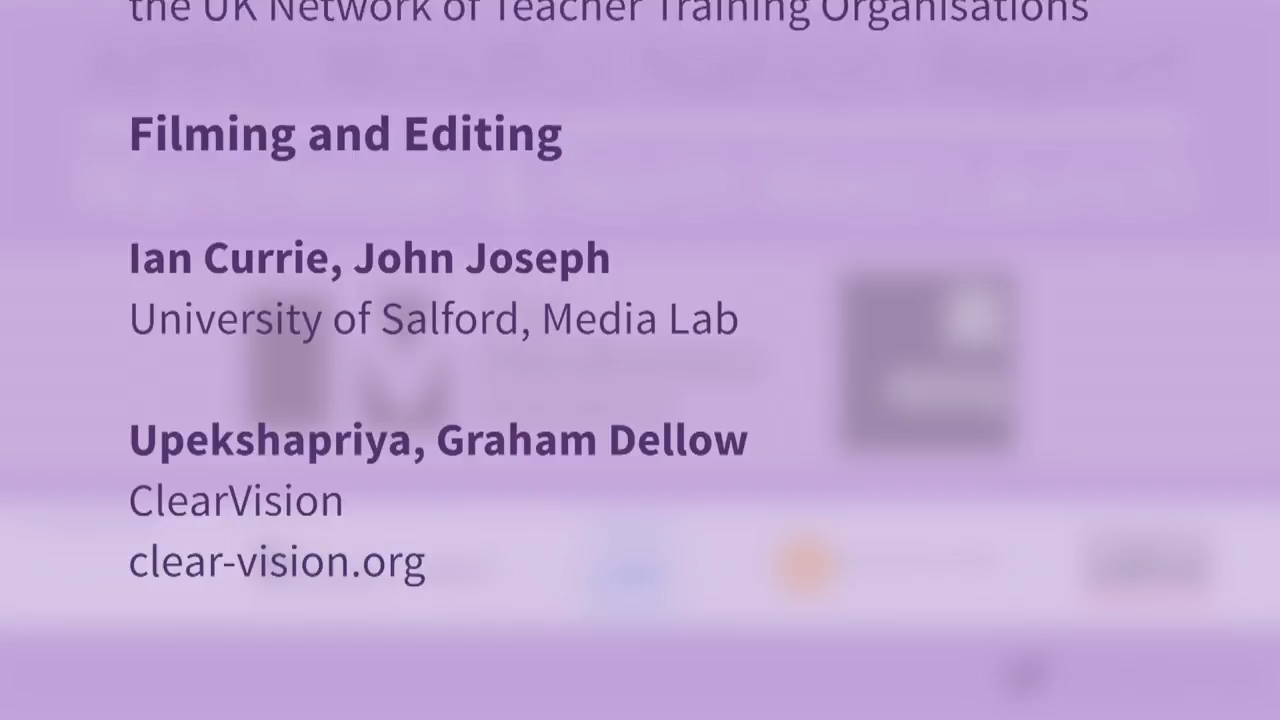 the UK Network of Teacher Training Organisations
Filming and Editing
Ian Currie, John Joseph
University of Salford, Media Lab
Upekshapriya, Graham Dellow
ClearVision
clear-vision.org